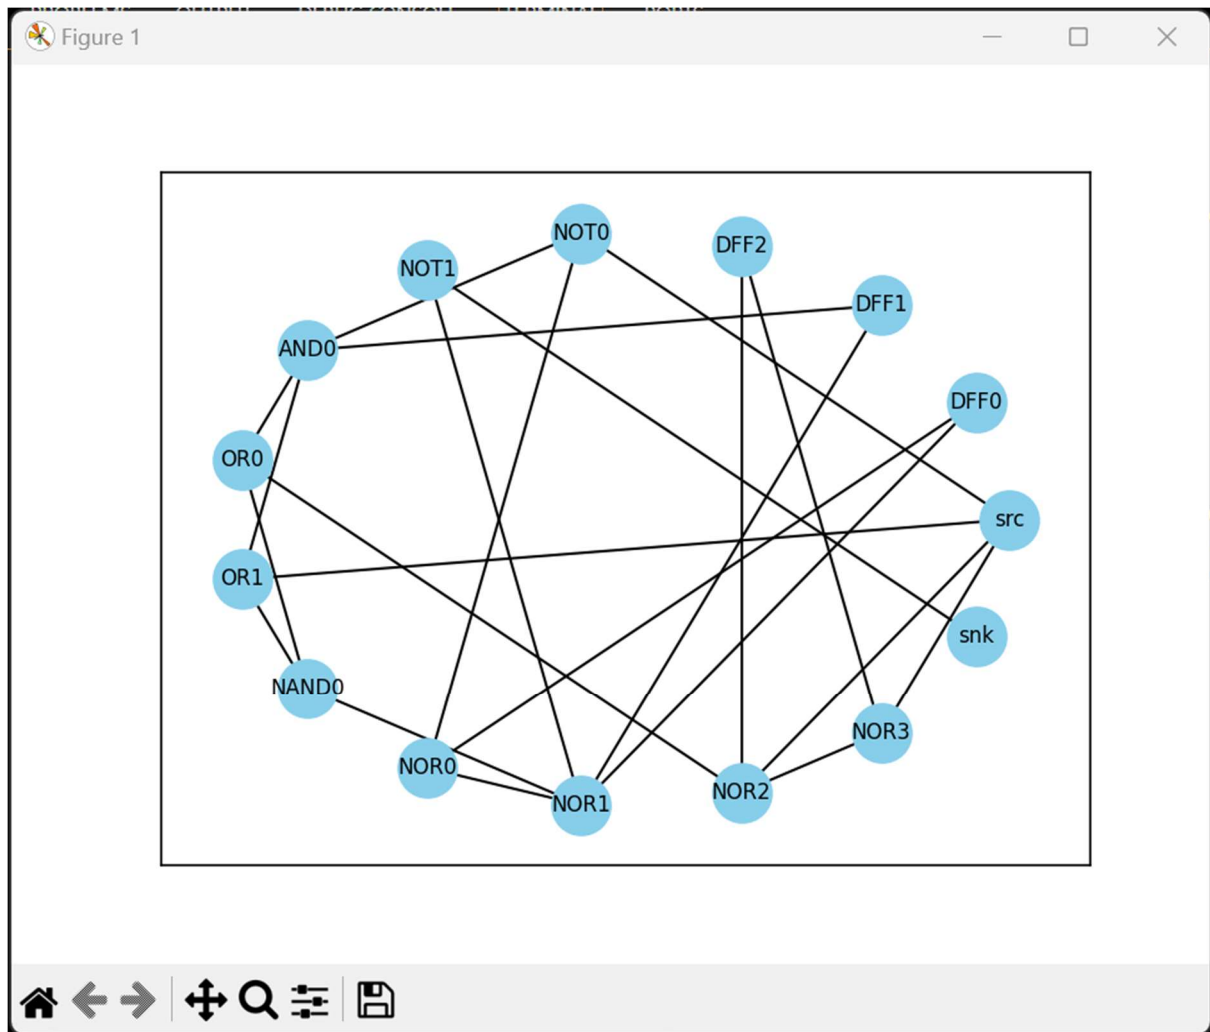 Figure 1
NOT0
DFF2
NOT1
DFF1
AND0
DFF0
OR0
src
OR1
snk
NAND0
NOR3
NOR0
NOR2
NOR1